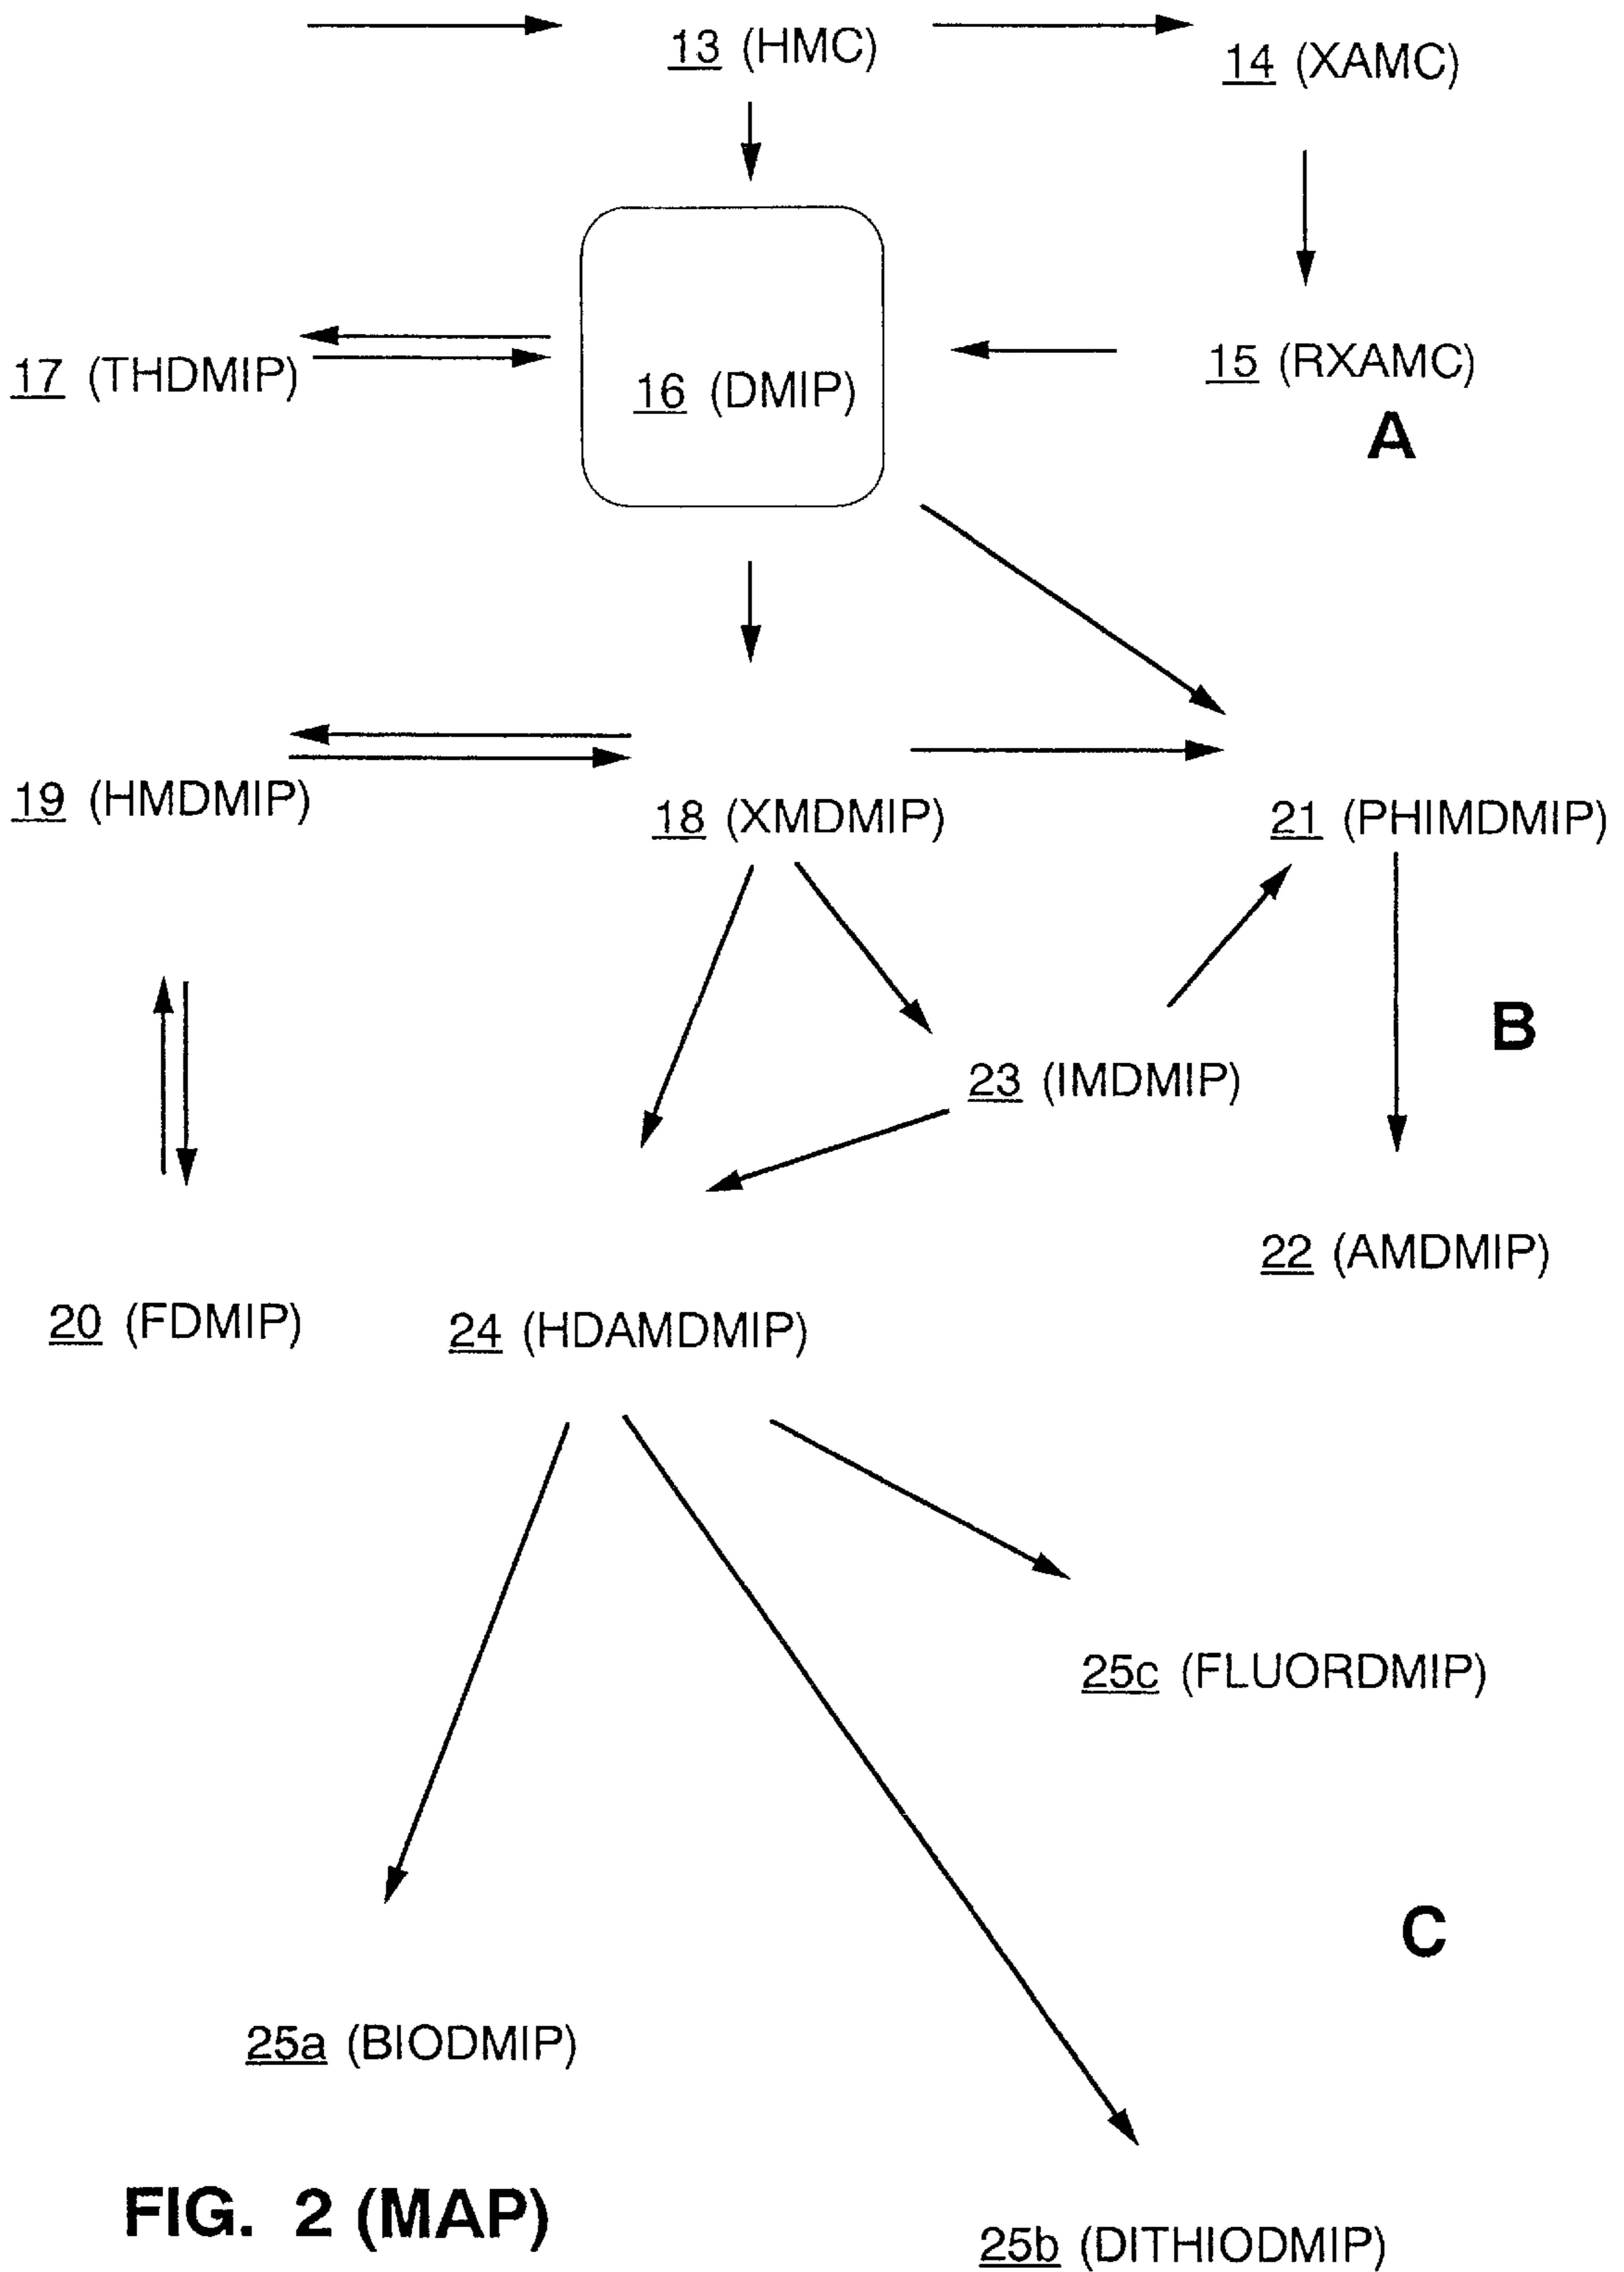 13 (HMC)
14 (XAMC)
17 (THDMIP)
16 (DMIP)
15 (RXAMC)
A
19 (HMDMIP)
18 (XMDMIP)
21 (PHIMDMIP)
B
23 (IMDMIP)
22 (AMDMIP)
20 (FDMIP)
24 (HDAMDMIP)
25c (FLUORDMIP)
C
25a (BIODMIP)
FIG. 2 (MAP)
25b (DITHIODMIP)